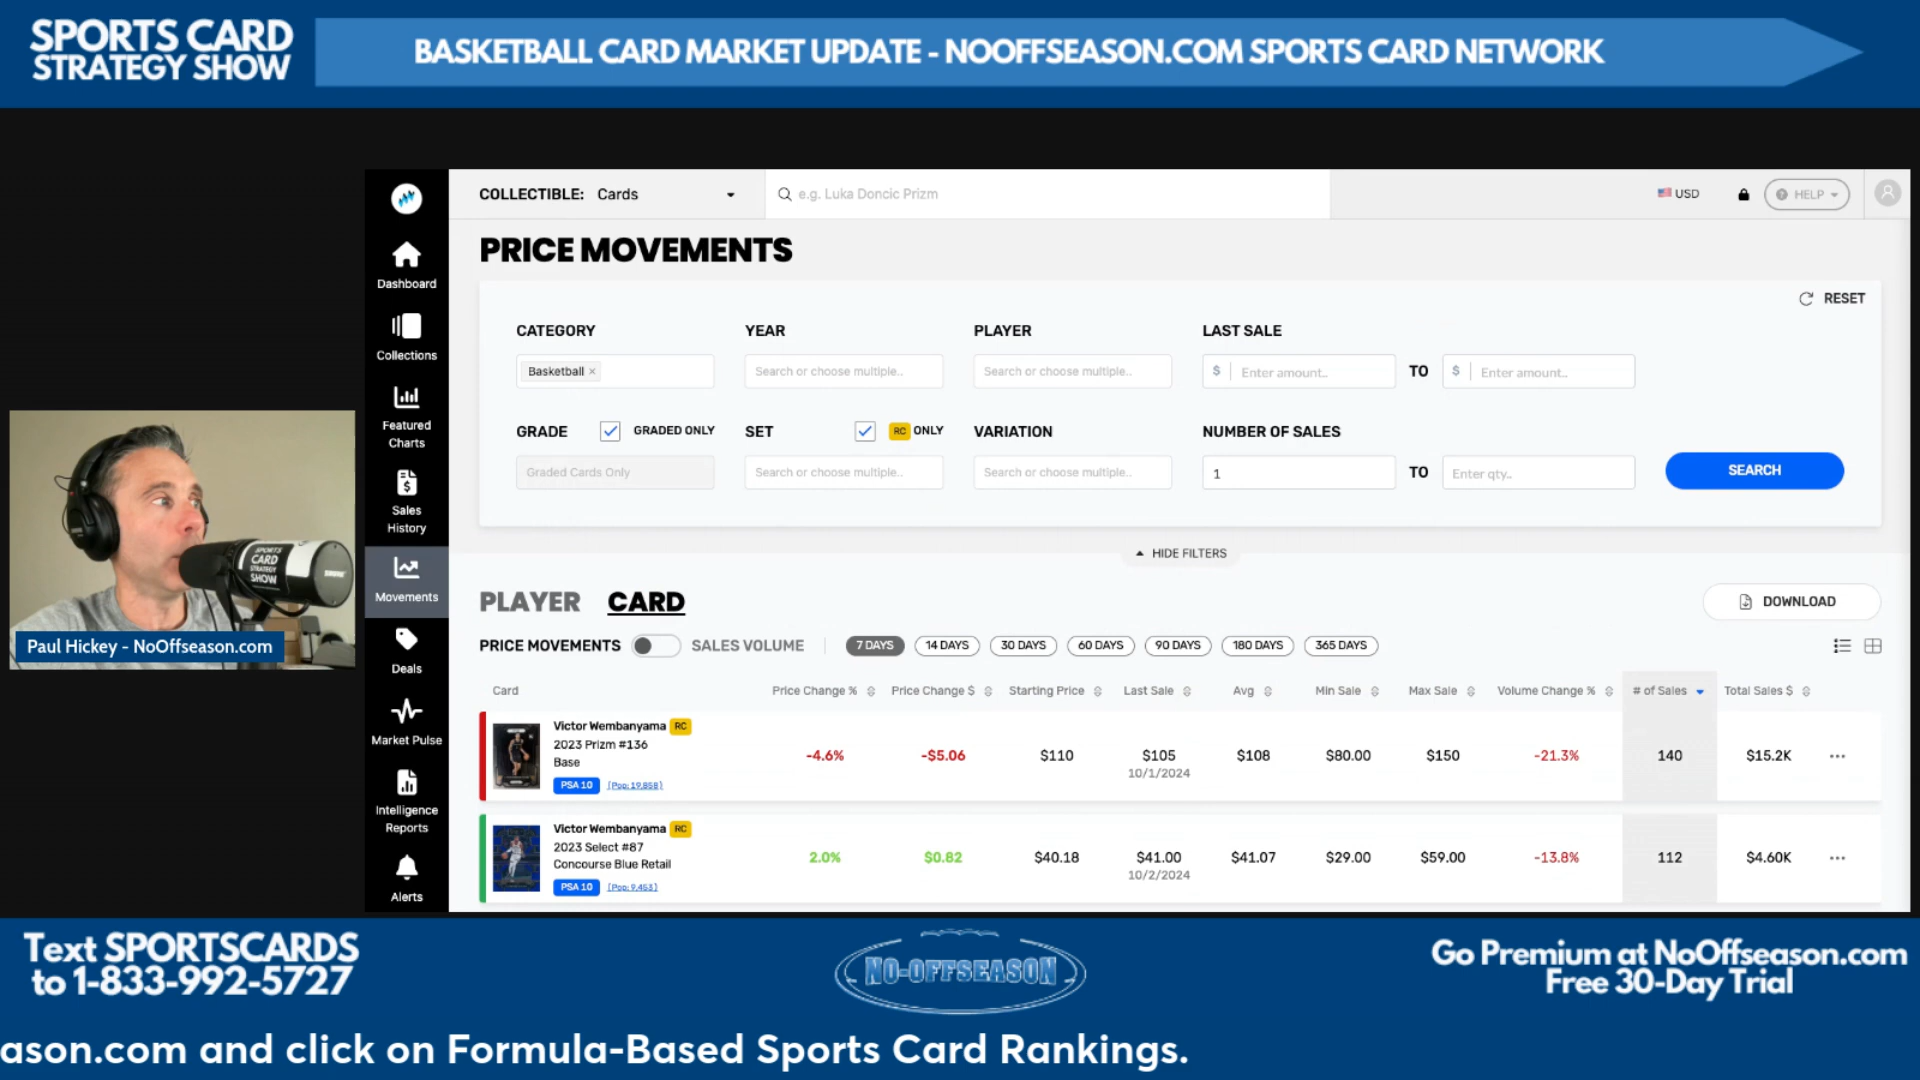 SPORTS CARD
STRATEGY SHOW
BASKETBALL CARD MARKET UPDATE - NOOFFSEASON.COM SPORTS CARD NETWORK
COLLECTIBLE: Cards
e.g. Luka Doncic Prizm
USD
HELP
PRICE MOVEMENTS
RESET
CATEGORY YEAR PLAYER LAST SALE
Basketball × Search or choose multiple.. Search or choose multiple.. $ Enter amount.. TO $ Enter amount..
GRADE GRADED ONLY SET RC ONLY VARIATION NUMBER OF SALES
Graded Cards Only Search or choose multiple.. Search or choose multiple.. 1 TO Enter qty.. SEARCH
HIDE FILTERS
PLAYER CARD
DOWNLOAD
PRICE MOVEMENTS SALES VOLUME 7 DAYS 14 DAYS 30 DAYS 60 DAYS 90 DAYS 180 DAYS 365 DAYS
Card Price Change % Price Change $ Starting Price Last Sale Avg Min Sale Max Sale Volume Change % # of Sales Total Sales $
Victor Wembanyama RC
2023 Prizm #136
Base
PSA 10 (Pop: 19,858)
-4.6% -$5.06 $110 $105 $108 $80.00 $150 -21.3% 140 $15.2K
10/1/2024
Victor Wembanyama RC
2023 Select #87
Concourse Blue Retail
PSA 10 (Pop: 9,453)
2.0% $0.82 $40.18 $41.00 $41.07 $29.00 $59.00 -13.8% 112 $4.60K
10/2/2024
Dashboard
Collections
Featured
Charts
Sales
History
Movements
Deals
Market Pulse
Intelligence
Reports
Alerts
SPORTS
CARD
STRATEGY
SHOW
SHURE
Paul Hickey - NoOffseason.com
Text SPORTSCARDS
to 1-833-992-5727
NO-OFFSEASON
Go Premium at NoOffseason.com
Free 30-Day Trial
ason.com and click on Formula-Based Sports Card Rankings.